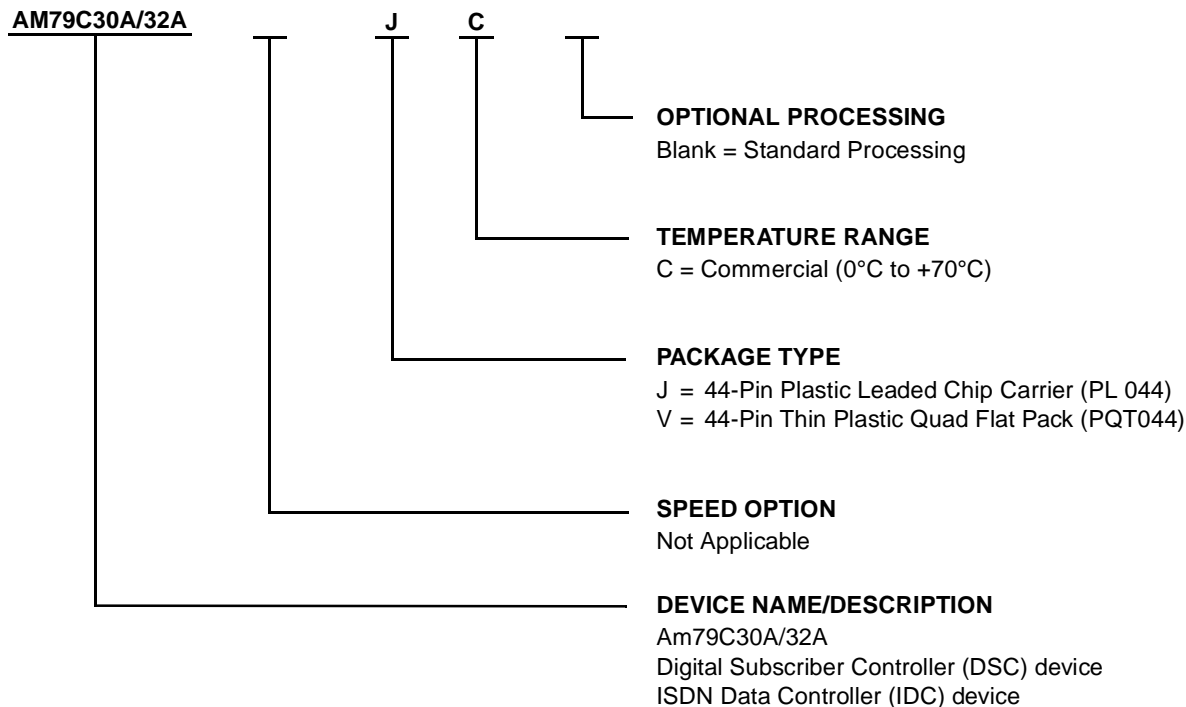 AM79C30A/32A J C
OPTIONAL PROCESSING
Blank = Standard Processing
TEMPERATURE RANGE
C = Commercial (0°C to +70°C)
PACKAGE TYPE
J = 44-Pin Plastic Leaded Chip Carrier (PL 044)
V = 44-Pin Thin Plastic Quad Flat Pack (PQT044)
SPEED OPTION
Not Applicable
DEVICE NAME/DESCRIPTION
Am79C30A/32A
Digital Subscriber Controller (DSC) device
ISDN Data Controller (IDC) device